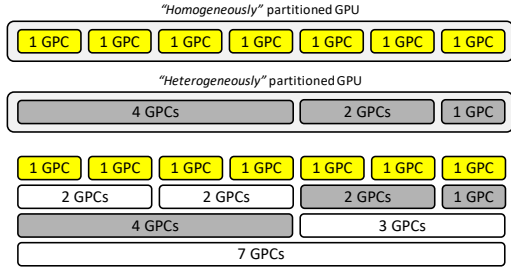 “Homogeneously” partitioned GPU
1 GPC 1 GPC 1 GPC 1 GPC 1 GPC 1 GPC 1 GPC
“Heterogeneously” partitioned GPU
4 GPCs 2 GPCs 1 GPC
1 GPC 1 GPC 1 GPC 1 GPC 1 GPC 1 GPC 1 GPC
2 GPCs 2 GPCs 2 GPCs 1 GPC
4 GPCs 3 GPCs
7 GPCs